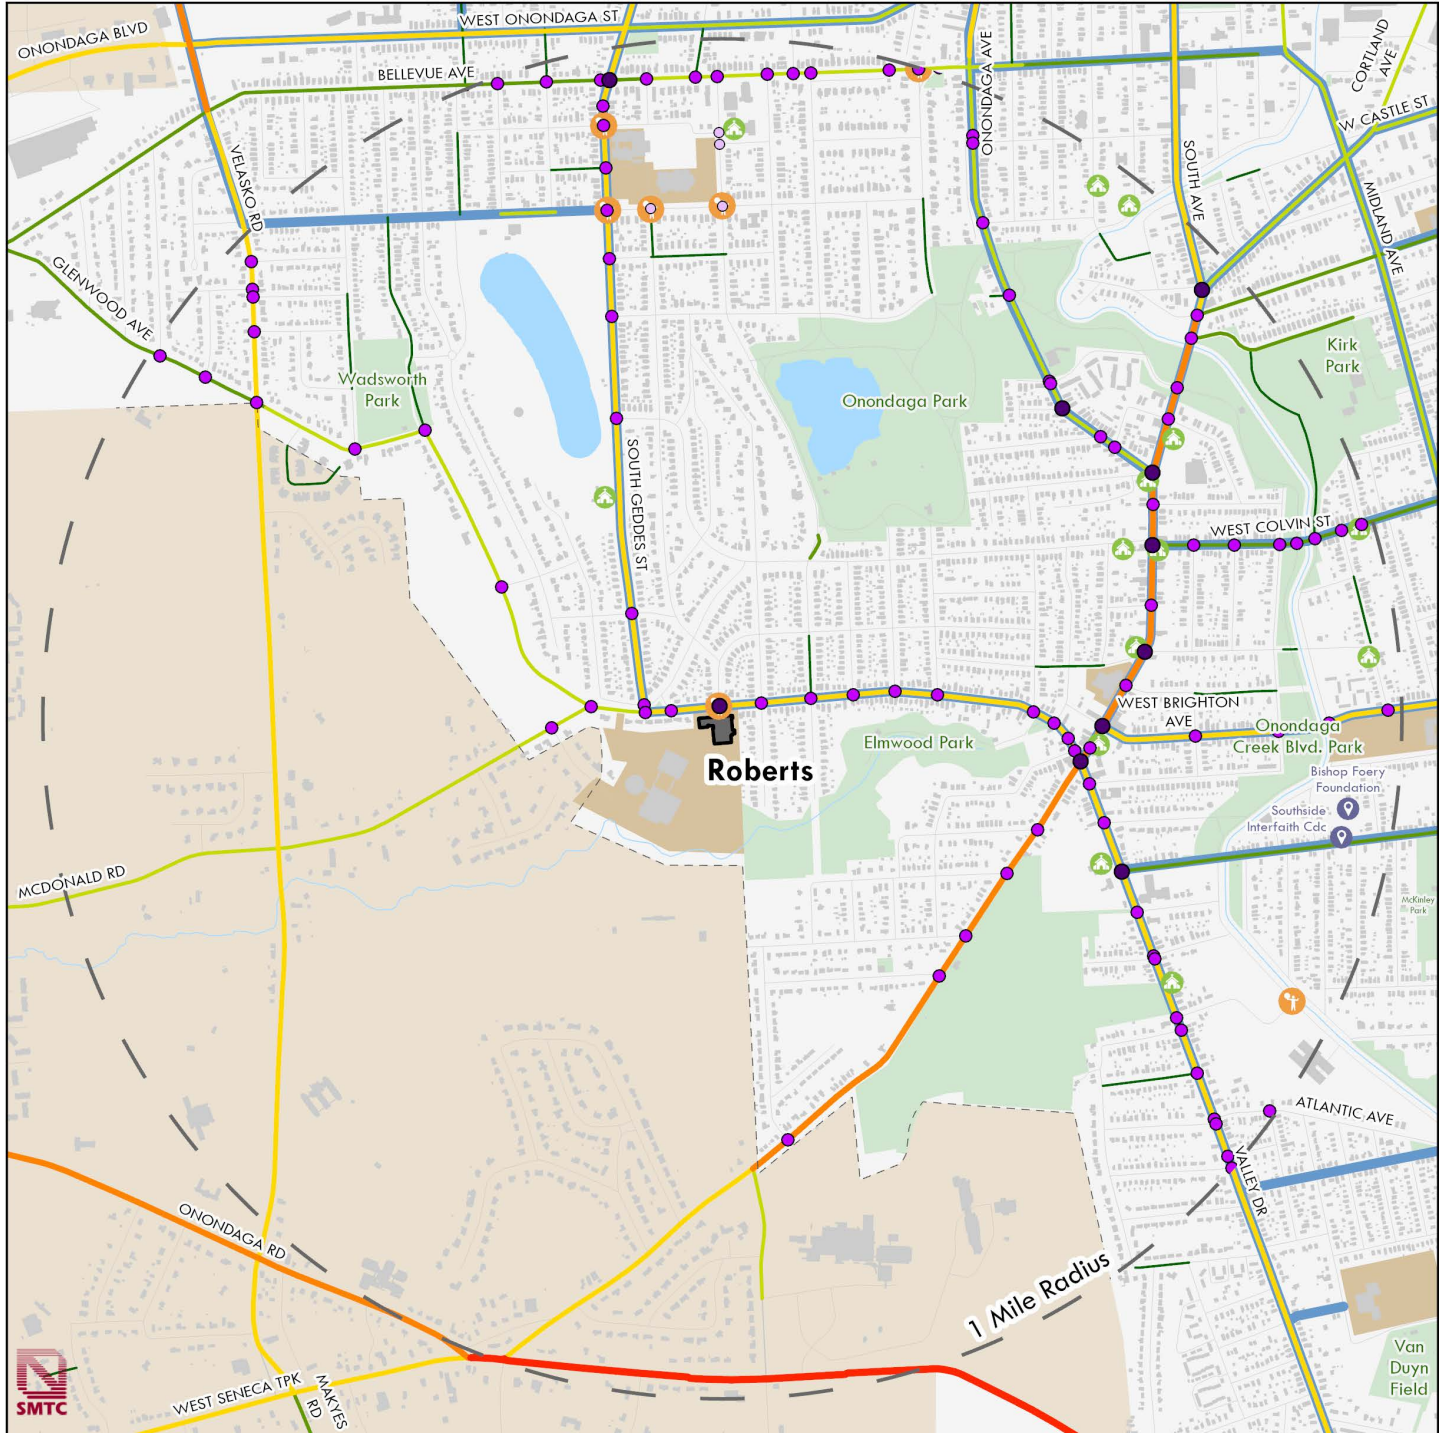 WEST ONONDAGA ST
ONONDAGA BLVD
BELLEVUE AVE
ONONDAGA AVE
CORTLAND
AVE
W CASTLE ST
VELASKO RD
SOUTH AVE
MIDLAND AVE
GLENWOOD AVE
Wadsworth
Park
Onondaga Park
Kirk
Park
SOUTH GEDDES ST
WEST COLVIN ST
WEST BRIGHTON
AVE
Elmwood Park
Onondaga
Creek Blvd. Park
Roberts
Bishop Foery
Foundation
Southside
Interfaith Cdc
MCDONALD RD
McKinley
Park
ATLANTIC AVE
VALLEY DR
ONONDAGA RD
1 Mile Radius
Van
Duyn
Field
WEST SENECA TPK
MAKYES
RD
SMTC